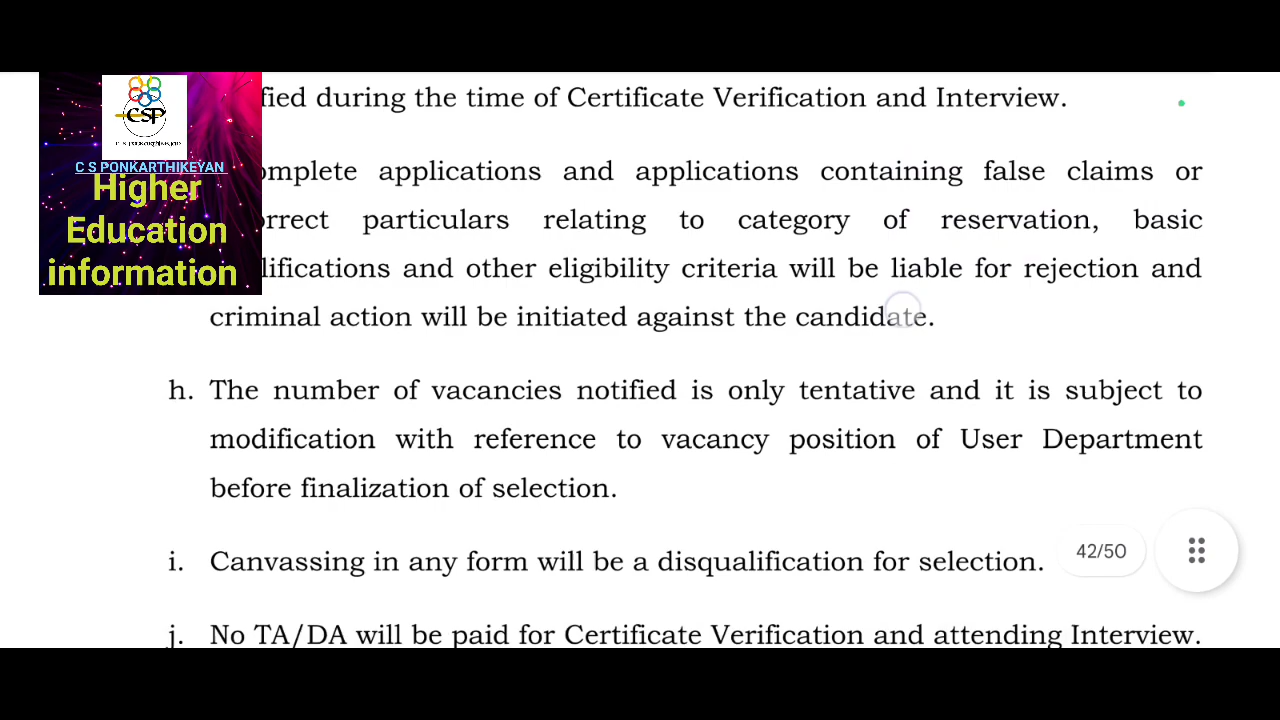 CSP
C S PONKARTHIKEYAN
Higher
Education
information
fied during the time of Certificate Verification and Interview.
omplete applications and applications containing false claims or
orrect particulars relating to category of reservation, basic
lifications and other eligibility criteria will be liable for rejection and
criminal action will be initiated against the candidate.
h. The number of vacancies notified is only tentative and it is subject to
modification with reference to vacancy position of User Department
before finalization of selection.
i. Canvassing in any form will be a disqualification for selection.
42/50
j. No TA/DA will be paid for Certificate Verification and attending Interview.